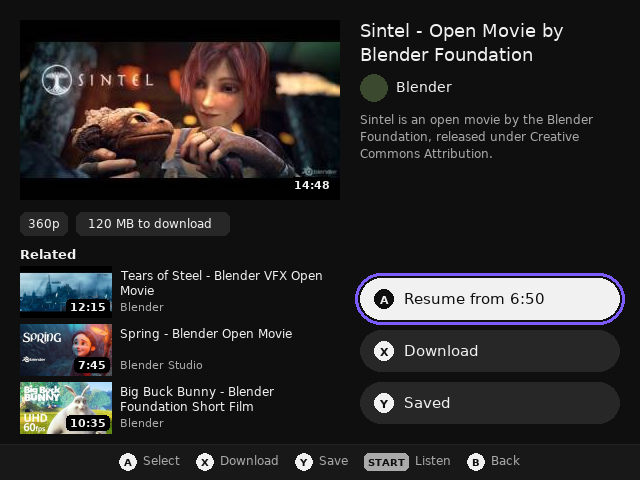 SINTEL
blender
14:48
360p
120 MB to download
Related
Tears of Steel - Blender VFX Open
Movie
Blender
12:15
Spring - Blender Open Movie
Blender Studio
SPRING
blender
7:45
Big Buck Bunny - Blender
Foundation Short Film
Blender
Big Buck
BUNNY
UHD
60fps
10:35
Sintel - Open Movie by
Blender Foundation
Blender
Sintel is an open movie by the Blender
Foundation, released under Creative
Commons Attribution.
A Resume from 6:50
X Download
Y Saved
A Select X Download Y Save START Listen B Back